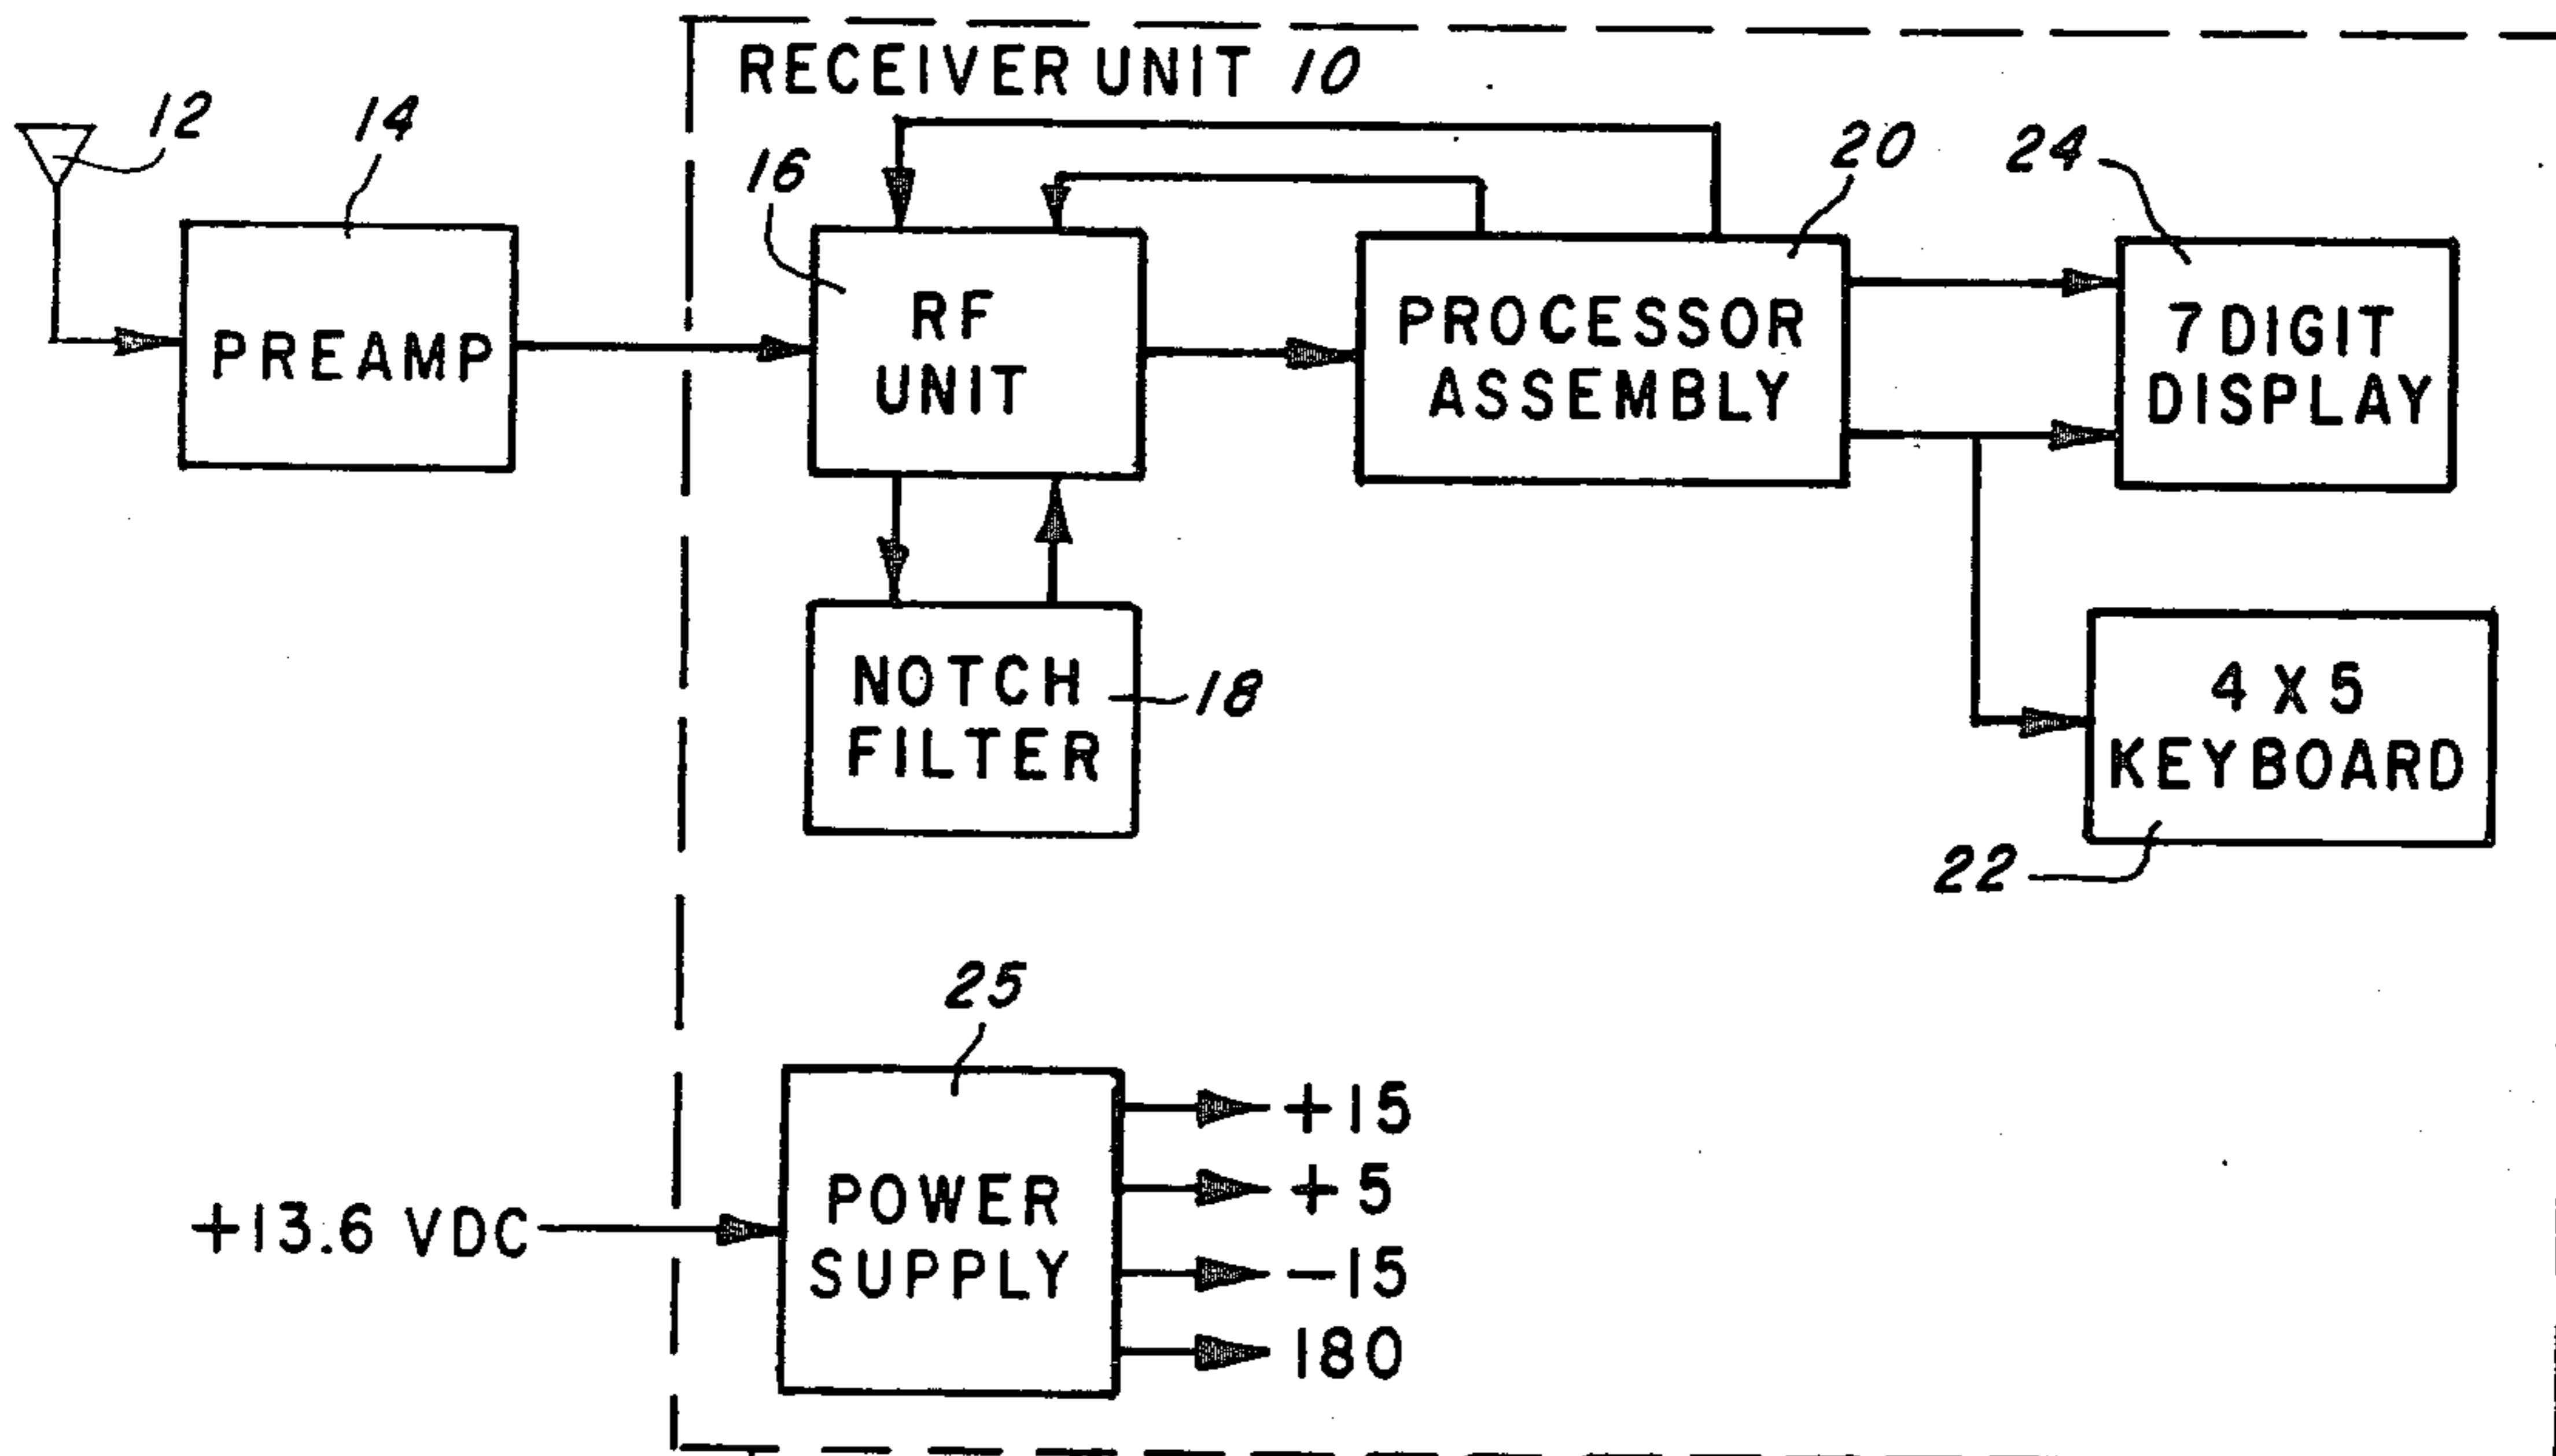 RECEIVER UNIT 10
12
14
16
20
24
PREAMP
RF
UNIT
PROCESSOR
ASSEMBLY
7 DIGIT
DISPLAY
NOTCH
FILTER
18
4 X 5
KEYBOARD
22
25
+13.6 VDC
POWER
SUPPLY
+15
+5
-15
180